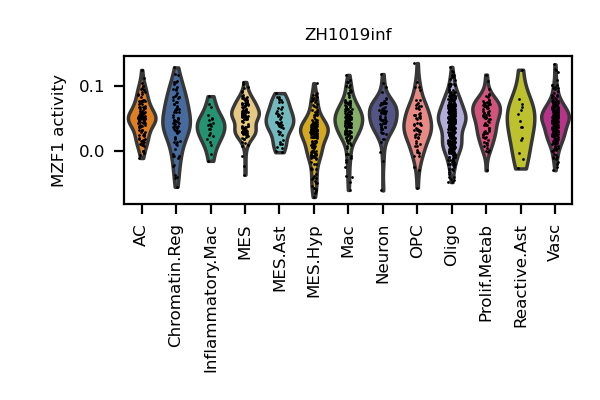 ZH1019inf
MZF1 activity
0.1
0.0
AC
Chromatin.Reg
Inflammatory.Mac
MES
MES.Ast
MES.Hyp
Mac
Neuron
OPC
Oligo
Prolif.Metab
Reactive.Ast
Vasc